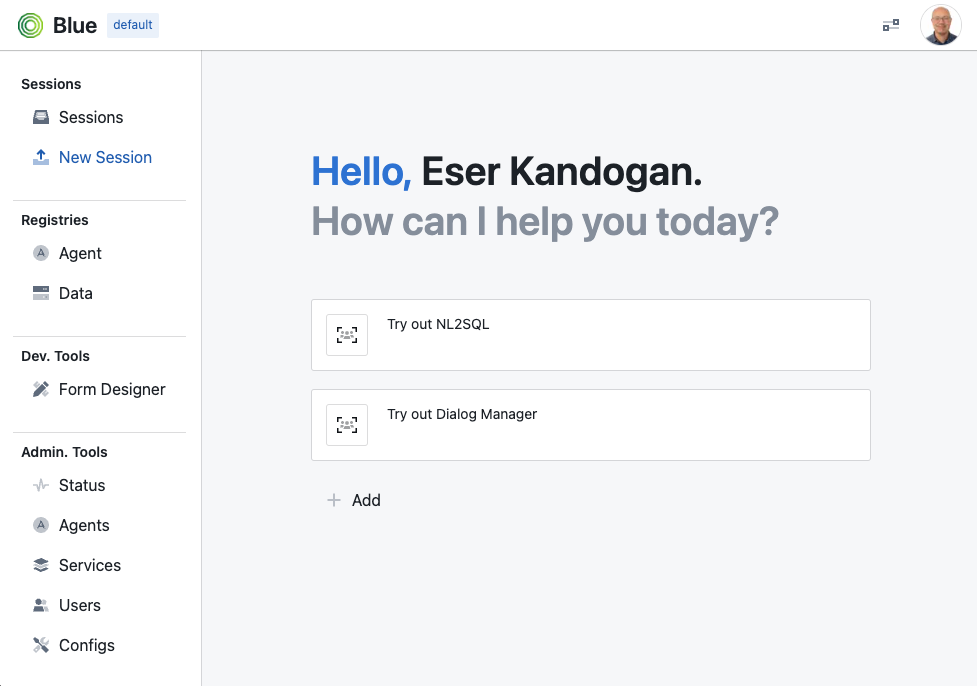 Blue default
Sessions
Sessions
New Session
Registries
A Agent
Data
Dev. Tools
Form Designer
Admin. Tools
Status
A Agents
Services
Users
Configs
Hello, Eser Kandogan.
How can I help you today?
Try out NL2SQL
Try out Dialog Manager
Add